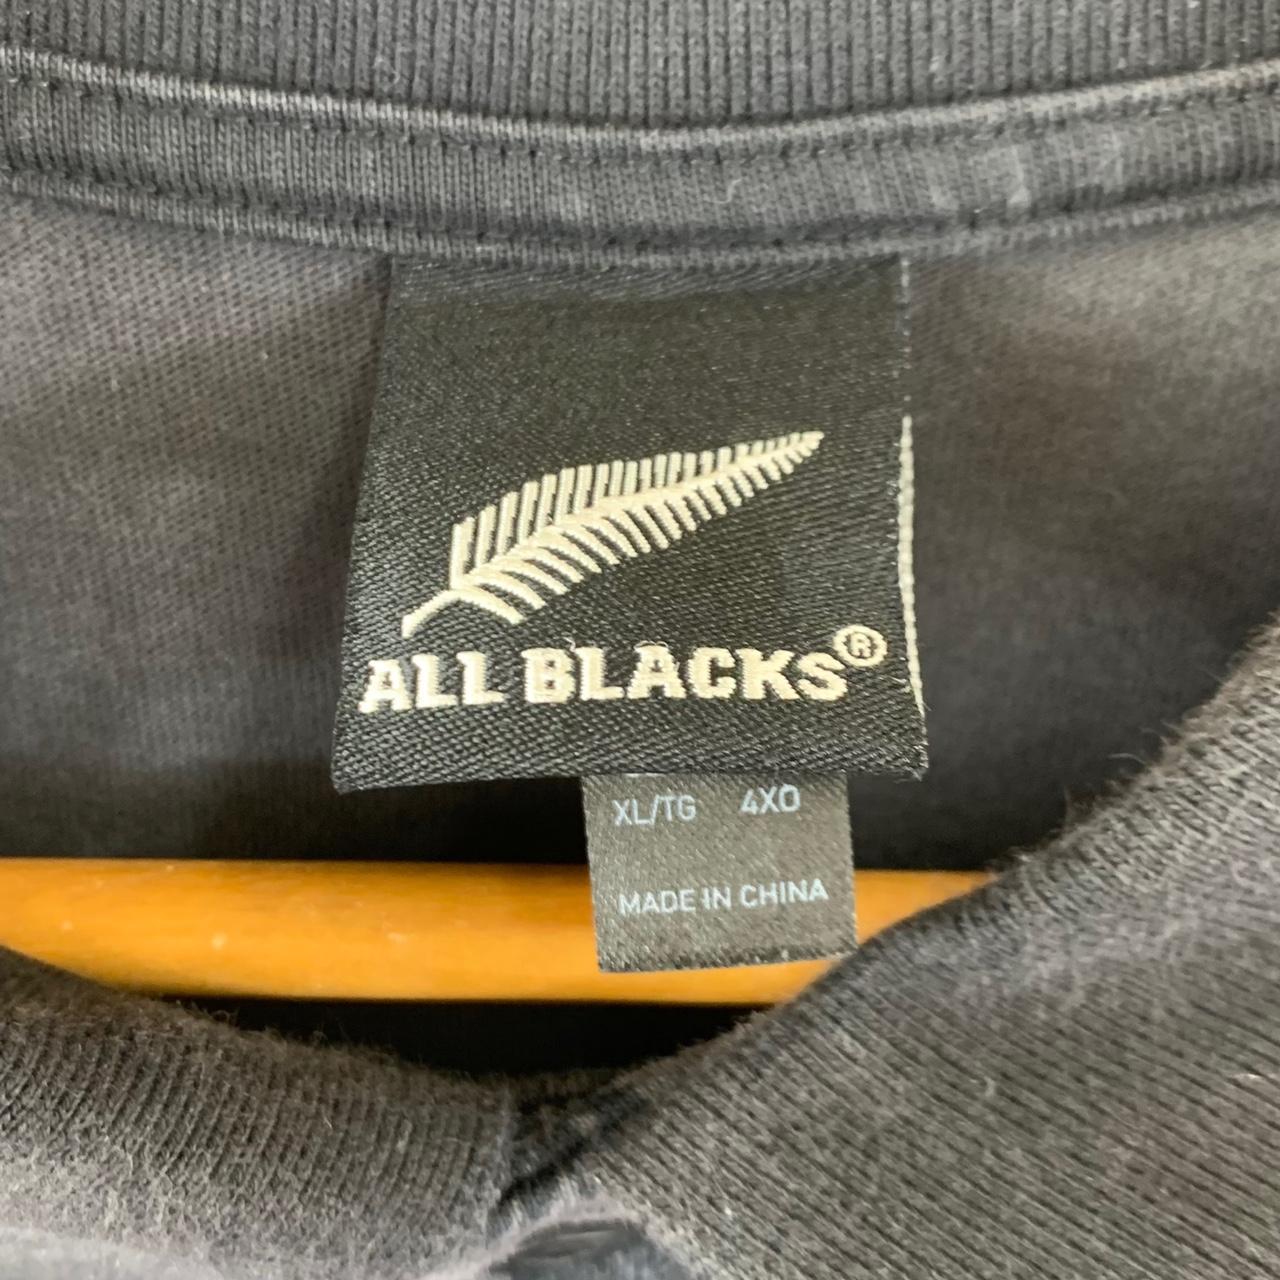 ALL BLACKS®
XL/TG 4XO
MADE IN CHINA